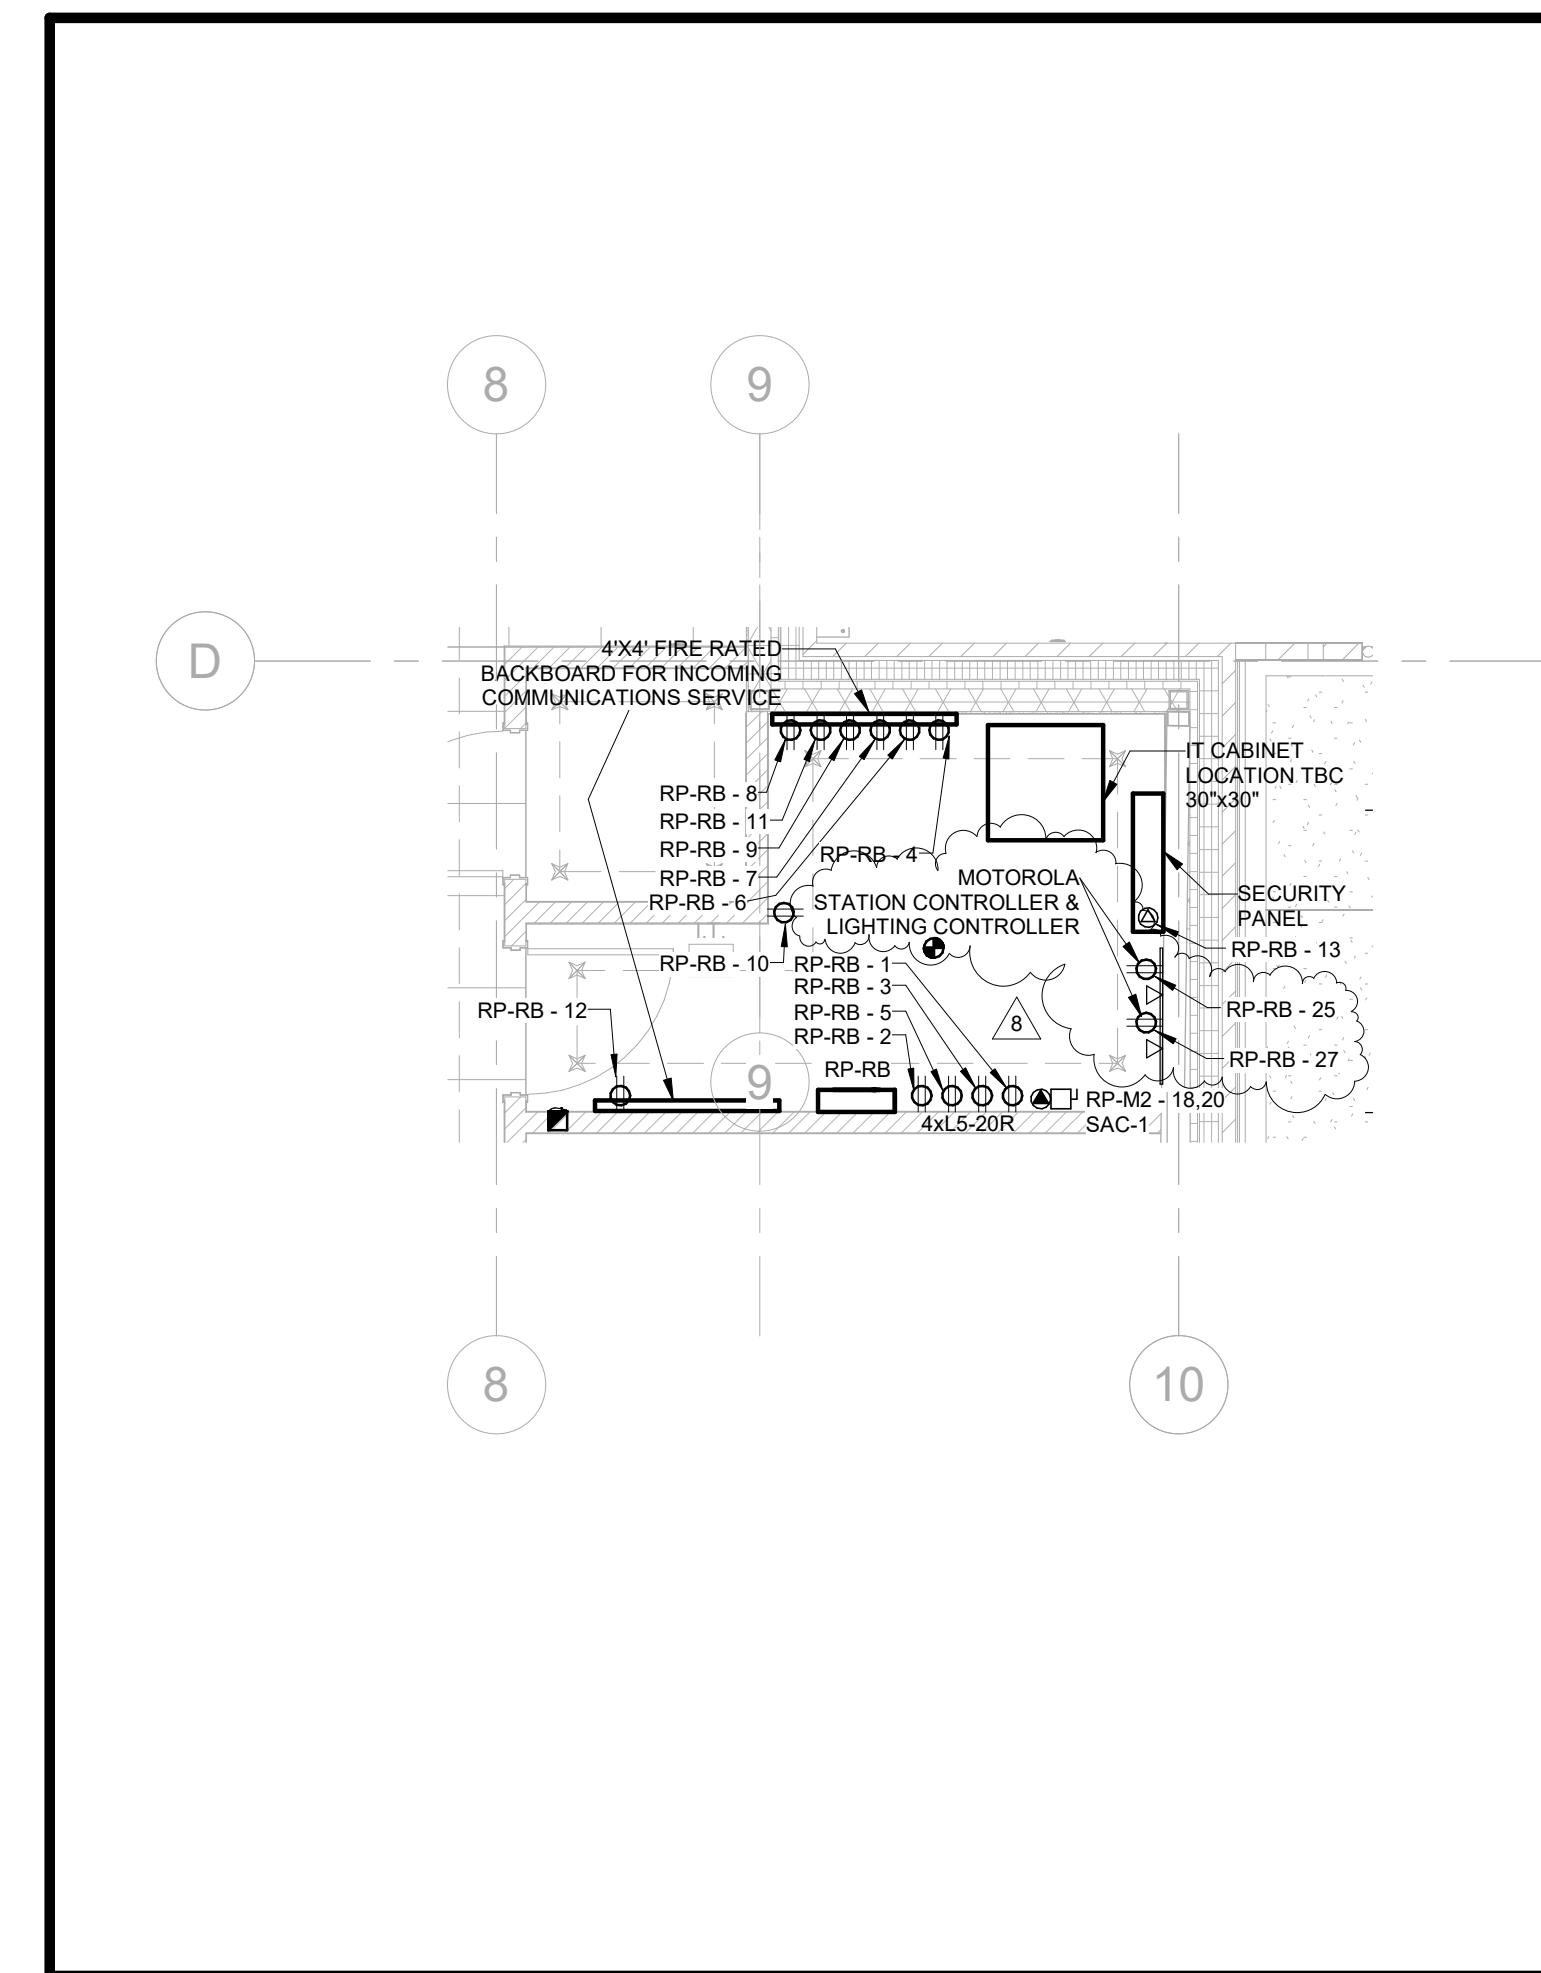 8
9
D
4'X4' FIRE RATED
BACKBOARD FOR INCOMING
COMMUNICATIONS SERVICE
IT CABINET
LOCATION TBC
30"x30"
RP-RB - 8
RP-RB - 11
RP-RB - 9
RP-RB - 7
RP-RB - 6
RP-RB - 4
MOTOROLA
STATION CONTROLLER &
LIGHTING CONTROLLER
SECURITY
PANEL
RP-RB - 13
RP-RB - 10
RP-RB - 1
RP-RB - 3
RP-RB - 5
RP-RB - 2
RP-RB - 12
8
RP-RB - 25
RP-RB - 27
RP-RB
9
4xL5-20R
RP-M2 - 18,20
SAC-1
8
10